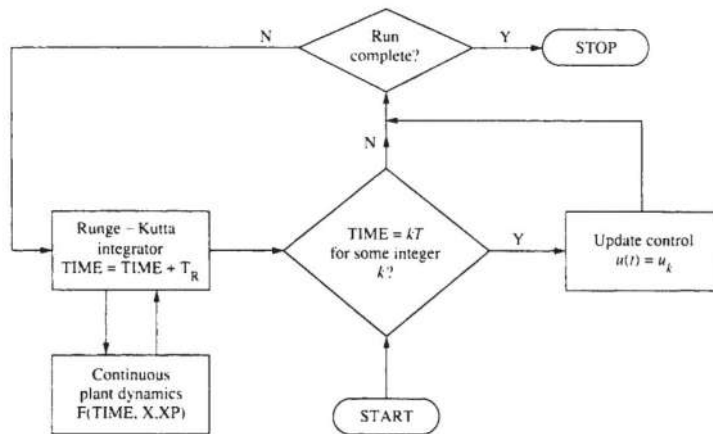 N
Run
complete?
Y
STOP
N
Runge – Kutta
integrator
TIME = TIME + T_R
TIME = kT
for some integer
k?
Y
Update control
u(t) = u_k
Continuous
plant dynamics
F(TIME, X,XP)
START